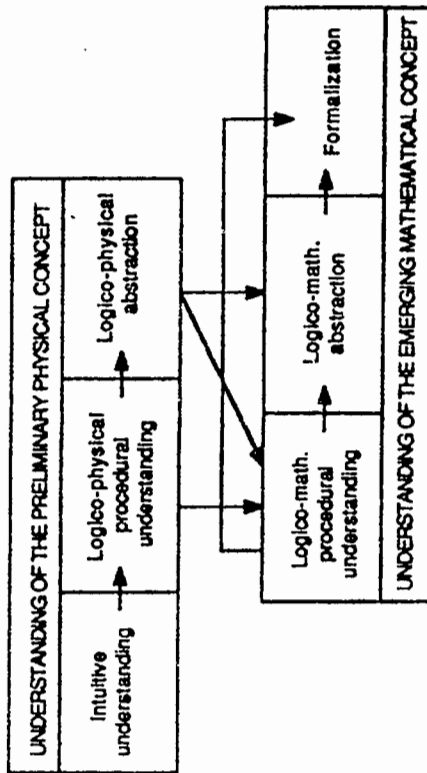 UNDERSTANDING OF THE PRELIMINARY PHYSICAL CONCEPT
Intuitive
understanding
Logico-physical
procedural
understanding
Logico-physical
abstraction
Logico-math.
procedural
understanding
Logico-math.
abstraction
Formalization
UNDERSTANDING OF THE EMERGING MATHEMATICAL CONCEPT